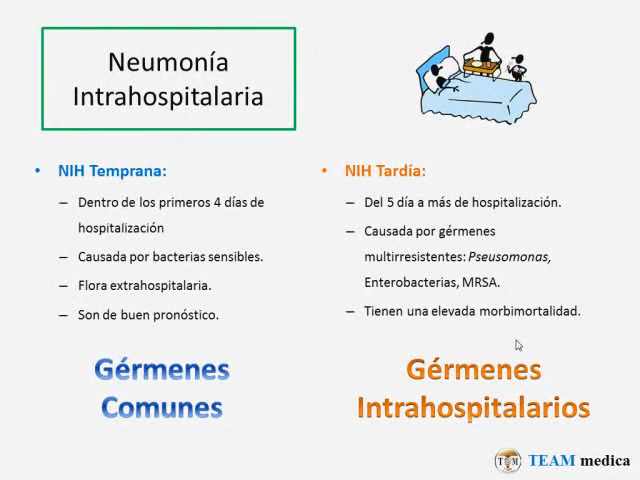 Neumonía
Intrahospitalaria
• NIH Temprana:
– Dentro de los primeros 4 días de
hospitalización
– Causada por bacterias sensibles.
– Flora extrahospitalaria.
– Son de buen pronóstico.
Gérmenes
Comunes
• NIH Tardía:
– Del 5 día a más de hospitalización.
– Causada por gérmenes
multirresistentes: Pseusomonas,
Enterobacterias, MRSA.
– Tienen una elevada morbimortalidad.
Gérmenes
Intrahospitalarios
TEAM medica